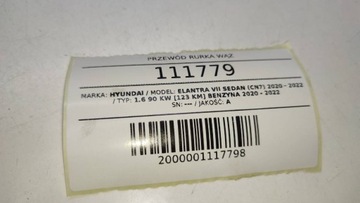 PRZEWÓD RURKA WĄŻ
111779
MARKA: HYUNDAI / MODEL: ELANTRA VII SEDAN (CN7) 2020 - 2022
/ TYP: 1.6 90 KW [123 KM] BENZYNA 2020 - 2022
SN: --- / JAKOŚĆ: A
2000001117798